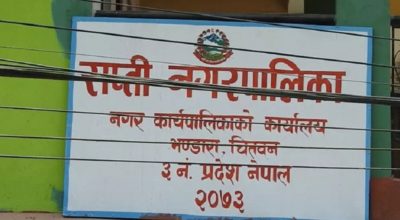 राप्ती नगरपालिका
नगर कार्यपालिकाको कार्यालय
भण्डारा, चितवन
३ नं. प्रदेश नेपाल
२०७३